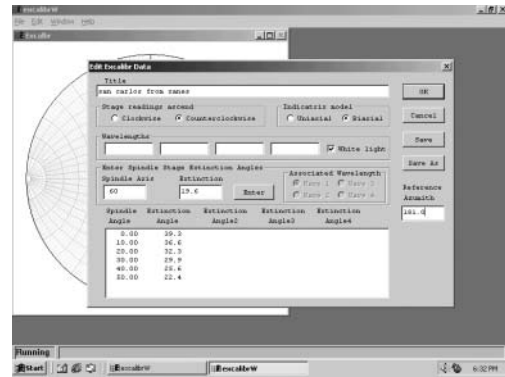 excalibrW
File Edit Window Help
Excalibr
Edit Excalibr Data
Title
san carlos from sanes
Stage readings ascend
Clockwise Counterclockwise
Indicatrix model
Uniaxial Biaxial
OK
Cancel
Save
Save As
Wavelengths
White light
Enter Spindle Stage Extinction Angles
Spindle Axis Extinction
60 19.6 Enter
Associated Wavelength
Wave 1 Wave 3
Wave 2 Wave 4
Reference
Azumith
181.0
Spindle Extinction Extinction Extinction Extinction
Angle Angle Angle2 Angle3 Angle4
0.00 39.3
10.00 36.6
20.00 32.3
30.00 29.9
40.00 25.6
50.00 22.4
Running
Start excalibrW excalibrW 6:32 PM